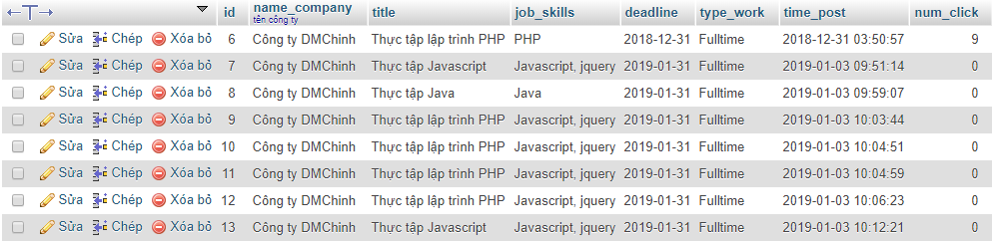 id name_company title job_skills deadline type_work time_post num_click
tên công ty
Sửa Chép Xóa bỏ 6 Công ty DMChinh Thực tập lập trình PHP PHP 2018-12-31 Fulltime 2018-12-31 03:50:57 9
Sửa Chép Xóa bỏ 7 Công ty DMChinh Thực tập Javascript Javascript, jquery 2019-01-31 Fulltime 2019-01-03 09:51:14 0
Sửa Chép Xóa bỏ 8 Công ty DMChinh Thực tập Java Java 2019-01-31 Fulltime 2019-01-03 09:59:07 0
Sửa Chép Xóa bỏ 9 Công ty DMChinh Thực tập lập trình PHP Javascript, jquery 2019-01-31 Fulltime 2019-01-03 10:03:44 0
Sửa Chép Xóa bỏ 10 Công ty DMChinh Thực tập lập trình PHP Javascript, jquery 2019-01-31 Fulltime 2019-01-03 10:04:51 0
Sửa Chép Xóa bỏ 11 Công ty DMChinh Thực tập lập trình PHP Javascript, jquery 2019-01-31 Fulltime 2019-01-03 10:04:59 0
Sửa Chép Xóa bỏ 12 Công ty DMChinh Thực tập lập trình PHP Javascript, jquery 2019-01-31 Fulltime 2019-01-03 10:06:23 0
Sửa Chép Xóa bỏ 13 Công ty DMChinh Thực tập Javascript Javascript, jquery 2019-01-31 Fulltime 2019-01-03 10:12:21 0